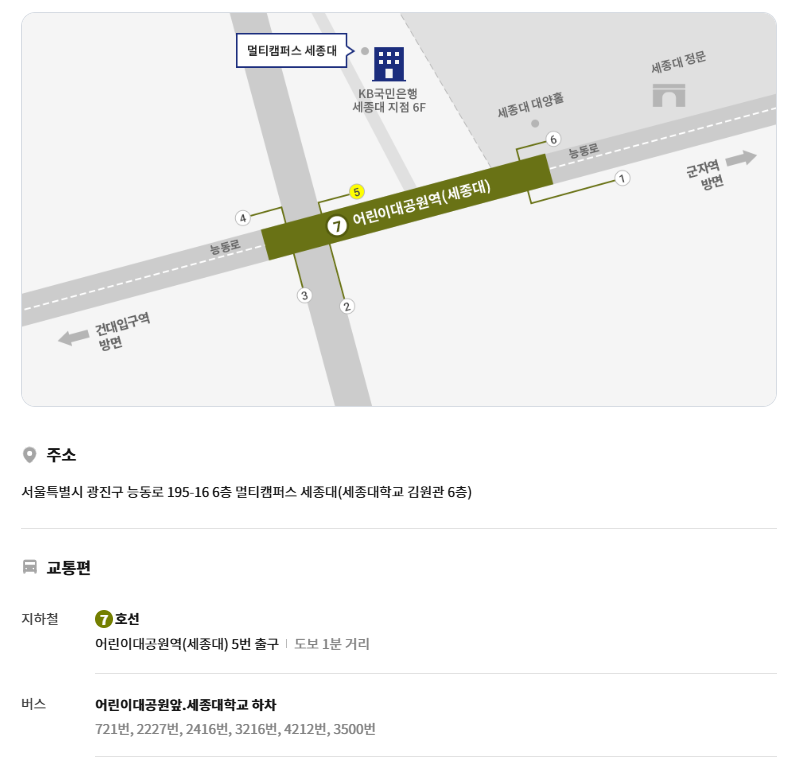 멀티캠퍼스 세종대
KB국민은행
세종대 지점 6F
세종대 정문
세종대 대양홀
6
능동로
군자역
방면
1
5
4
7 어린이대공원역(세종대)
능동로
3
2
건대입구역
방면
주소
서울특별시 광진구 능동로 195-16 6층 멀티캠퍼스 세종대(세종대학교 김원관 6층)
교통편
지하철
7 호선
어린이대공원역(세종대) 5번 출구 | 도보 1분 거리
버스
어린이대공원앞.세종대학교 하차
721번, 2227번, 2416번, 3216번, 4212번, 3500번